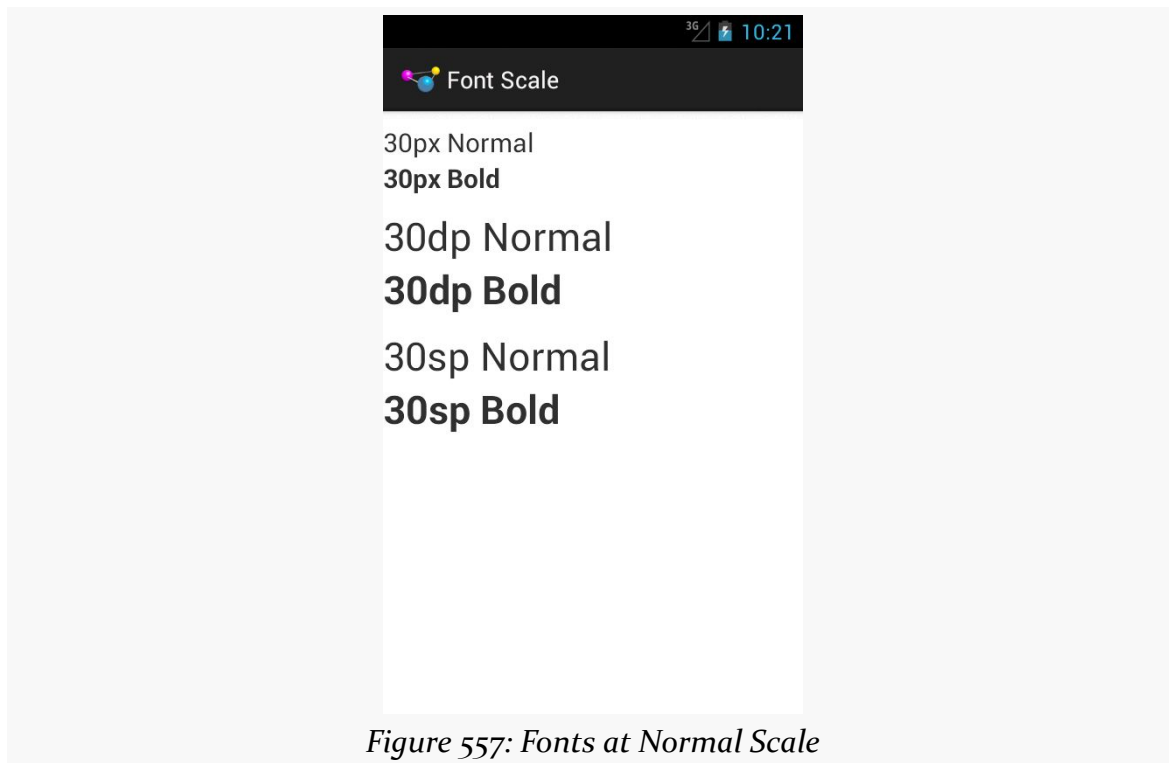 3G 10:21
Font Scale
30px Normal
30px Bold
30dp Normal
30dp Bold
30sp Normal
30sp Bold
Figure 557: Fonts at Normal Scale